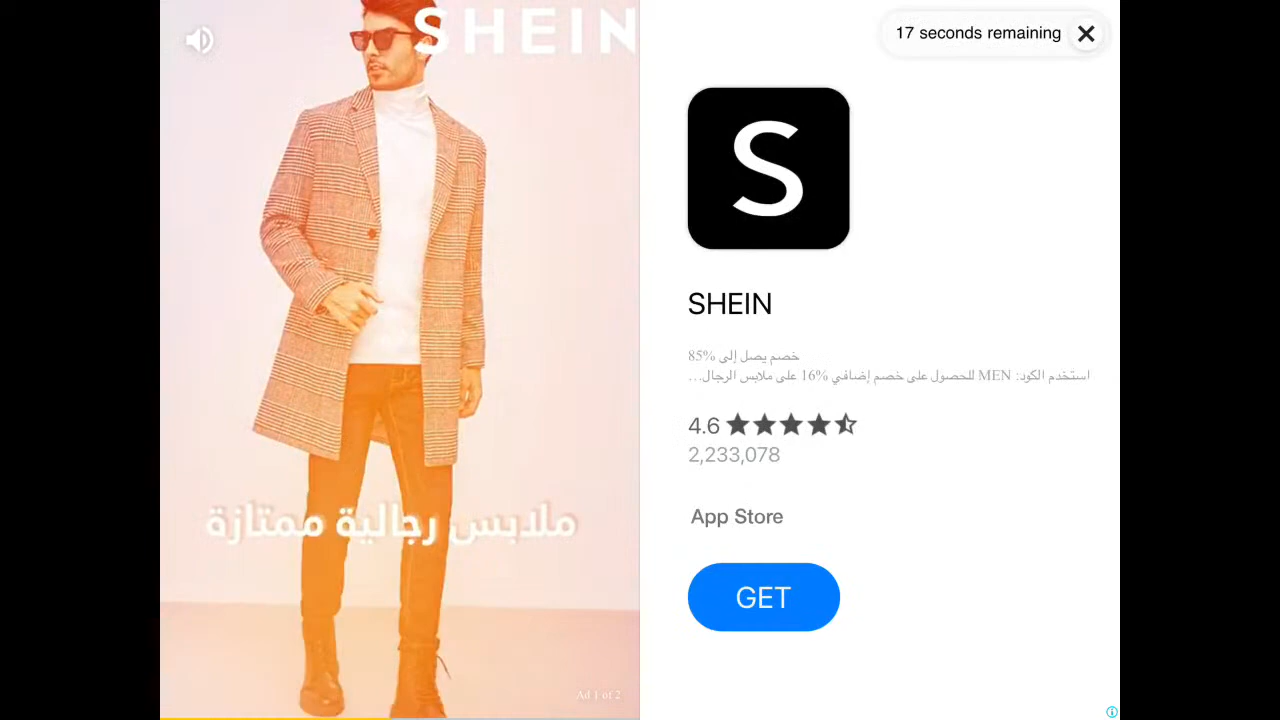 SHEIN
ملابس رجالية ممتازة
Ad 1 of 2
17 seconds remaining
S
SHEIN
خصم يصل إلى 85%
استخدم الكود: MEN للحصول على خصم إضافي 16% على ملابس الرجال...
4.6
2,233,078
App Store
GET